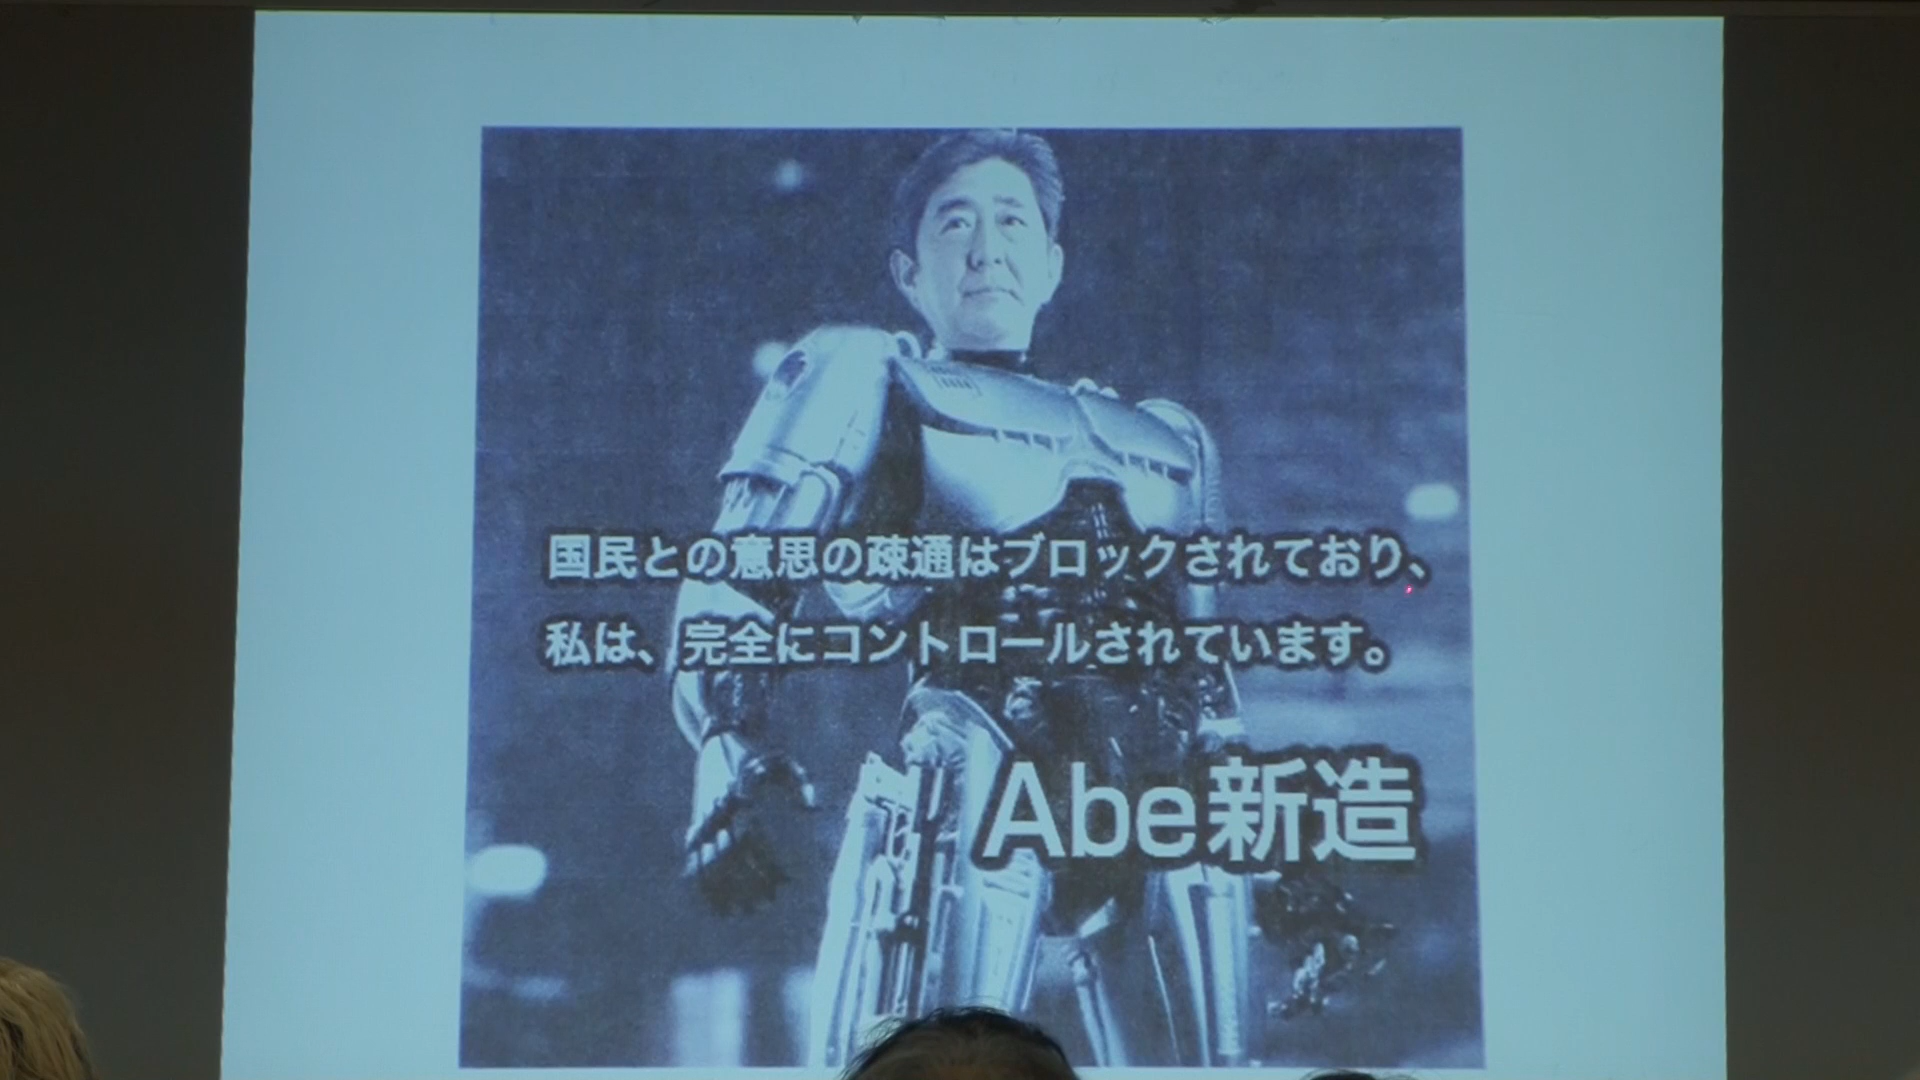 国民との意思の疎通はブロックされており、
私は、完全にコントロールされています。
Abe新造